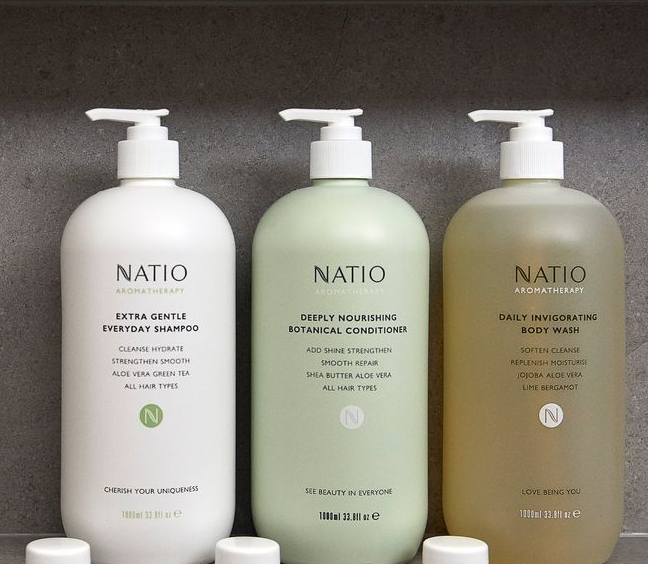 NATIO
AROMATHERAPY
EXTRA GENTLE
EVERYDAY SHAMPOO
CLEANSE HYDRATE
STRENGTHEN SMOOTH
ALOE VERA GREEN TEA
ALL HAIR TYPES
N
CHERISH YOUR UNIQUENESS
1000ml 33.8fl oz ℮
NATIO
AROMATHERAPY
DEEPLY NOURISHING
BOTANICAL CONDITIONER
ADD SHINE STRENGTHEN
SMOOTH REPAIR
SHEA BUTTER ALOE VERA
ALL HAIR TYPES
N
SEE BEAUTY IN EVERYONE
1000ml 33.8fl oz ℮
NATIO
AROMATHERAPY
DAILY INVIGORATING
BODY WASH
SOFTEN CLEANSE
REPLENISH MOISTURISE
JOJOBA ALOE VERA
LIME BERGAMOT
N
LOVE BEING YOU
1000ml 33.8fl oz ℮